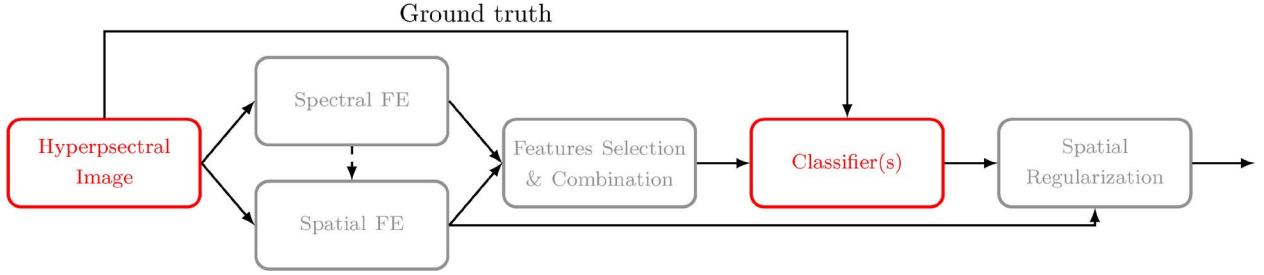 Ground truth
Spectral FE
Hyperpsectral
Image
Features Selection
& Combination
Classifier(s)
Spatial
Regularization
Spatial FE